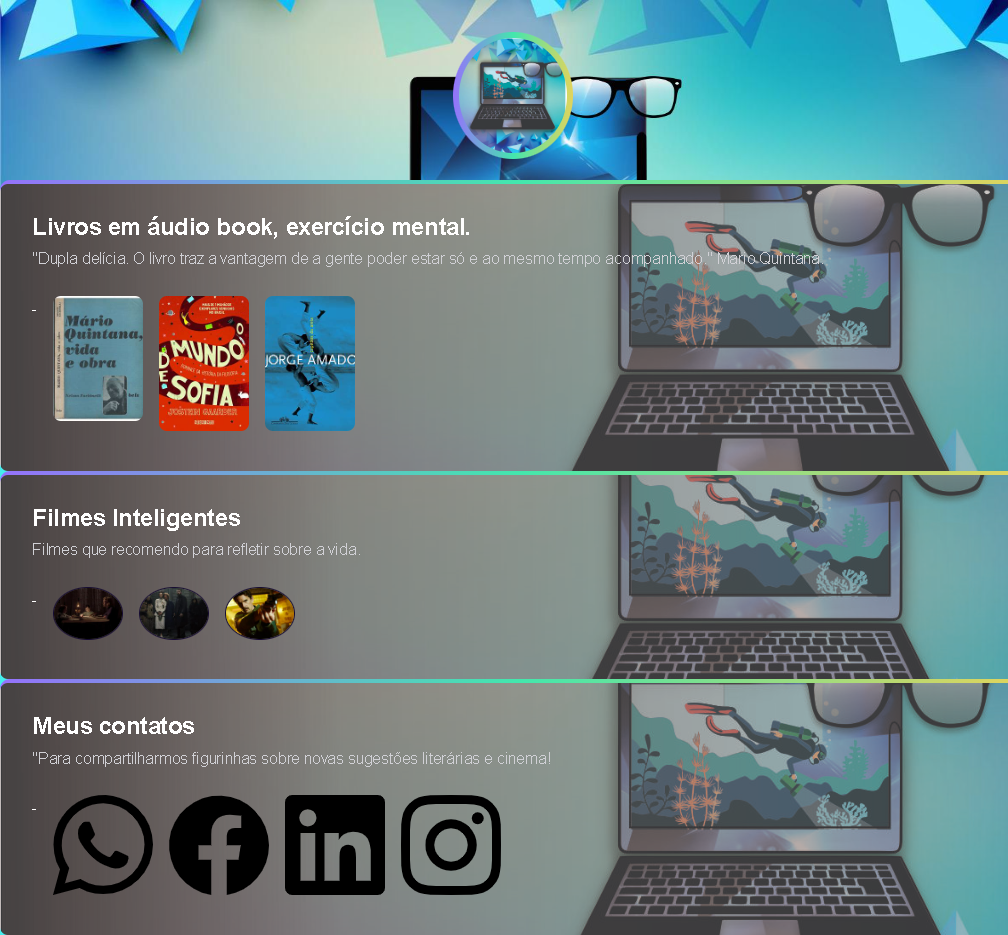 Livros em áudio book, exercício mental.
"Dupla delícia. O livro traz a vantagem de a gente poder estar só e ao mesmo tempo acompanhado." Mario Quintana.
-
Mário
Quintana,
vida
e obra
O
MUNDO
DE
SOFIA
JOSTEIN GAARDER
JORGE AMADO
Filmes Inteligentes
Filmes que recomendo para refletir sobre a vida.
-
Meus contatos
"Para compartilharmos figurinhas sobre novas sugestões literárias e cinema!
-
in